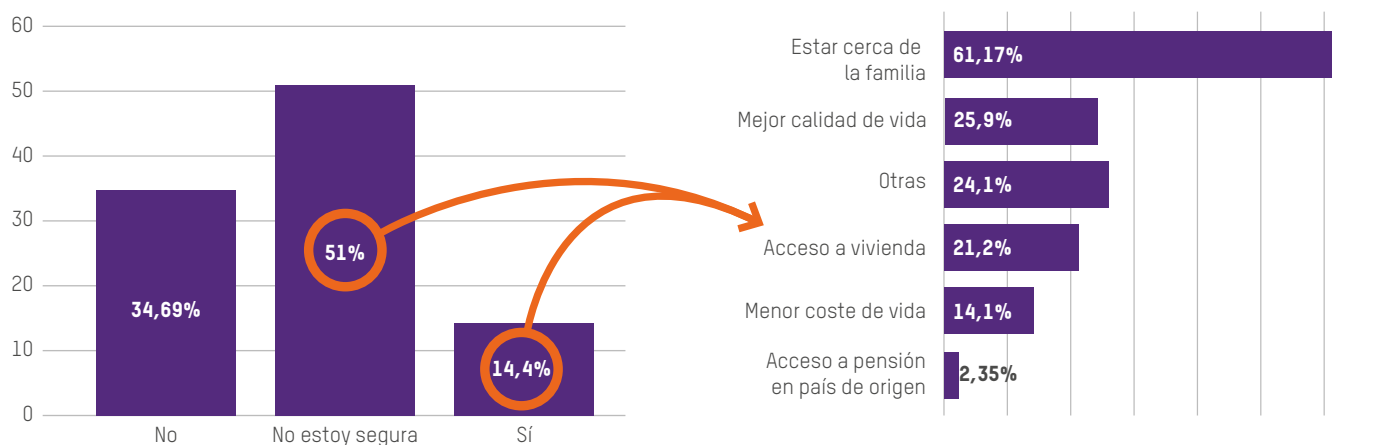 60
50
40
30
20
10
0
34,69%
51%
14,4%
No
No estoy segura
Sí
Estar cerca de
la familia
61,17%
Mejor calidad de vida
25,9%
Otras
24,1%
Acceso a vivienda
21,2%
Menor coste de vida
14,1%
Acceso a pensión
en país de origen
2,35%